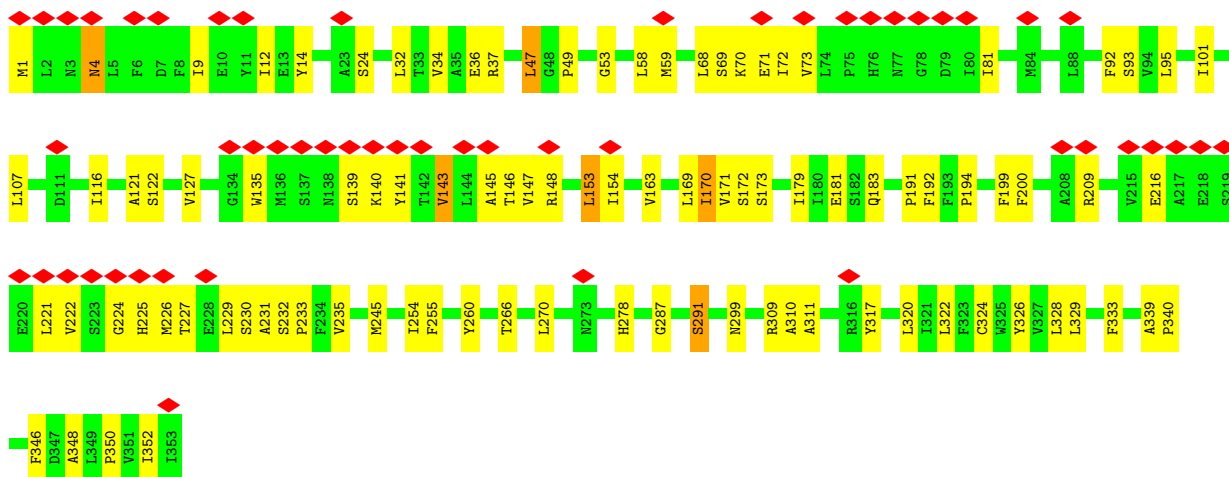 M1 L2 N3 N4 L5 F6 D7 F8 I9 E10 Y11 I12 E13 Y14 A23 S24 L32 T33 V34 A35 E36 R37 L47 G48 P49 G53 L58 M59 L68 S69 K70 E71 I72 V73 L74 P75 H76 N77 G78 D79 I80 I81 M84 L88 F92 S93 V94 L95 I101
L107 D111 I116 A121 S122 V127 G134 W135 M136 S137 N138 S139 K140 Y141 T142 V143 L144 A145 T146 V147 R148 L153 I154 V163 L169 I170 V171 S172 S173 I179 I180 E181 S182 Q183 P191 F192 F193 P194 F199 F200 A208 R209 V215 E216 A217 E218 S219
E220 L221 V222 S223 G224 H225 M226 T227 E228 L229 S230 A231 S232 P233 F234 V235 M245 I254 F255 Y260 T266 L270 N273 H278 G287 S291 N299 R309 A310 A311 R316 Y317 L320 I321 L322 F323 C324 W325 Y326 V327 L328 L329 F333 A339 P340
F346 D347 A348 L349 P350 V351 I352 I353